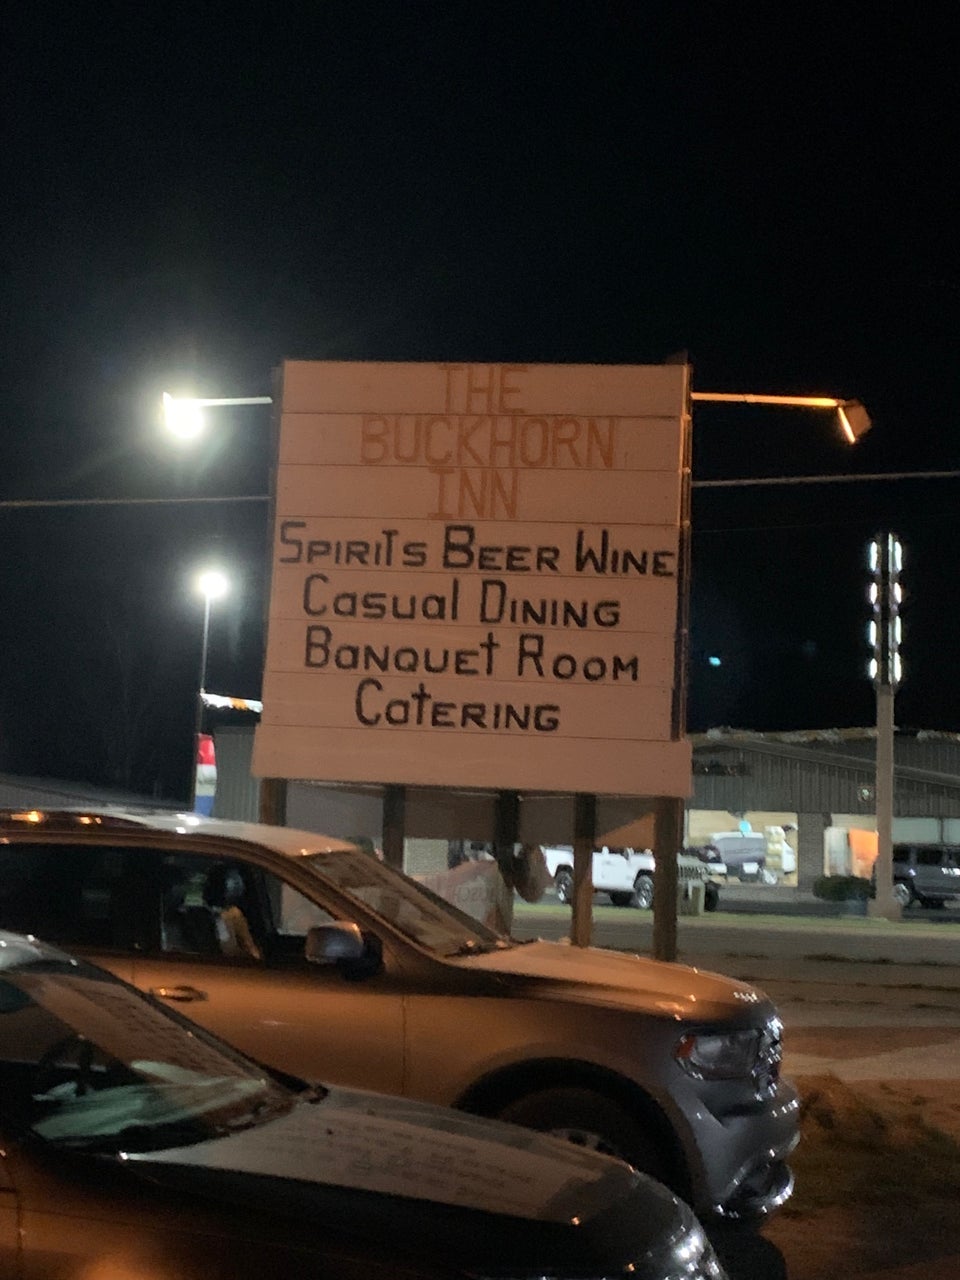 THE
BUCKHORN
INN
SPIRITS BEER WINE
Casual DINING
BaNQUEt ROOM
CatERING